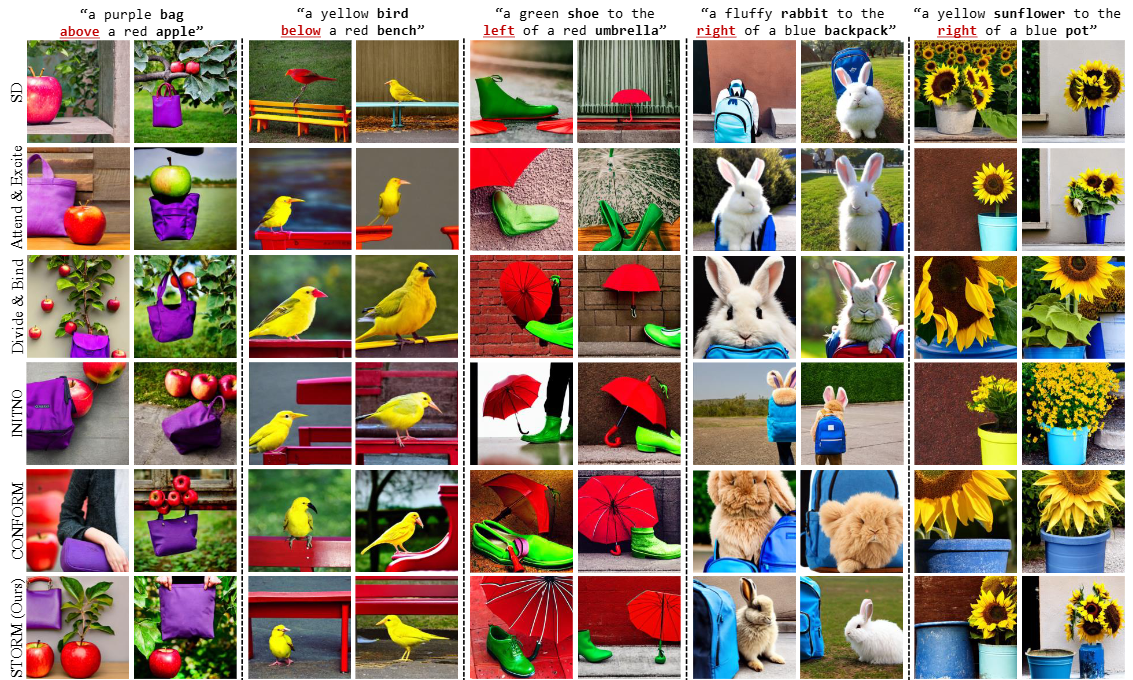 “a purple bag
above a red apple”
“a yellow bird
below a red bench”
“a green shoe to the
left of a red umbrella”
“a fluffy rabbit to the
right of a blue backpack”
“a yellow sunflower to the
right of a blue pot”
SD
Attend & Excite
Divide & Bind
INITNO
CONFORM
STORM (Ours)